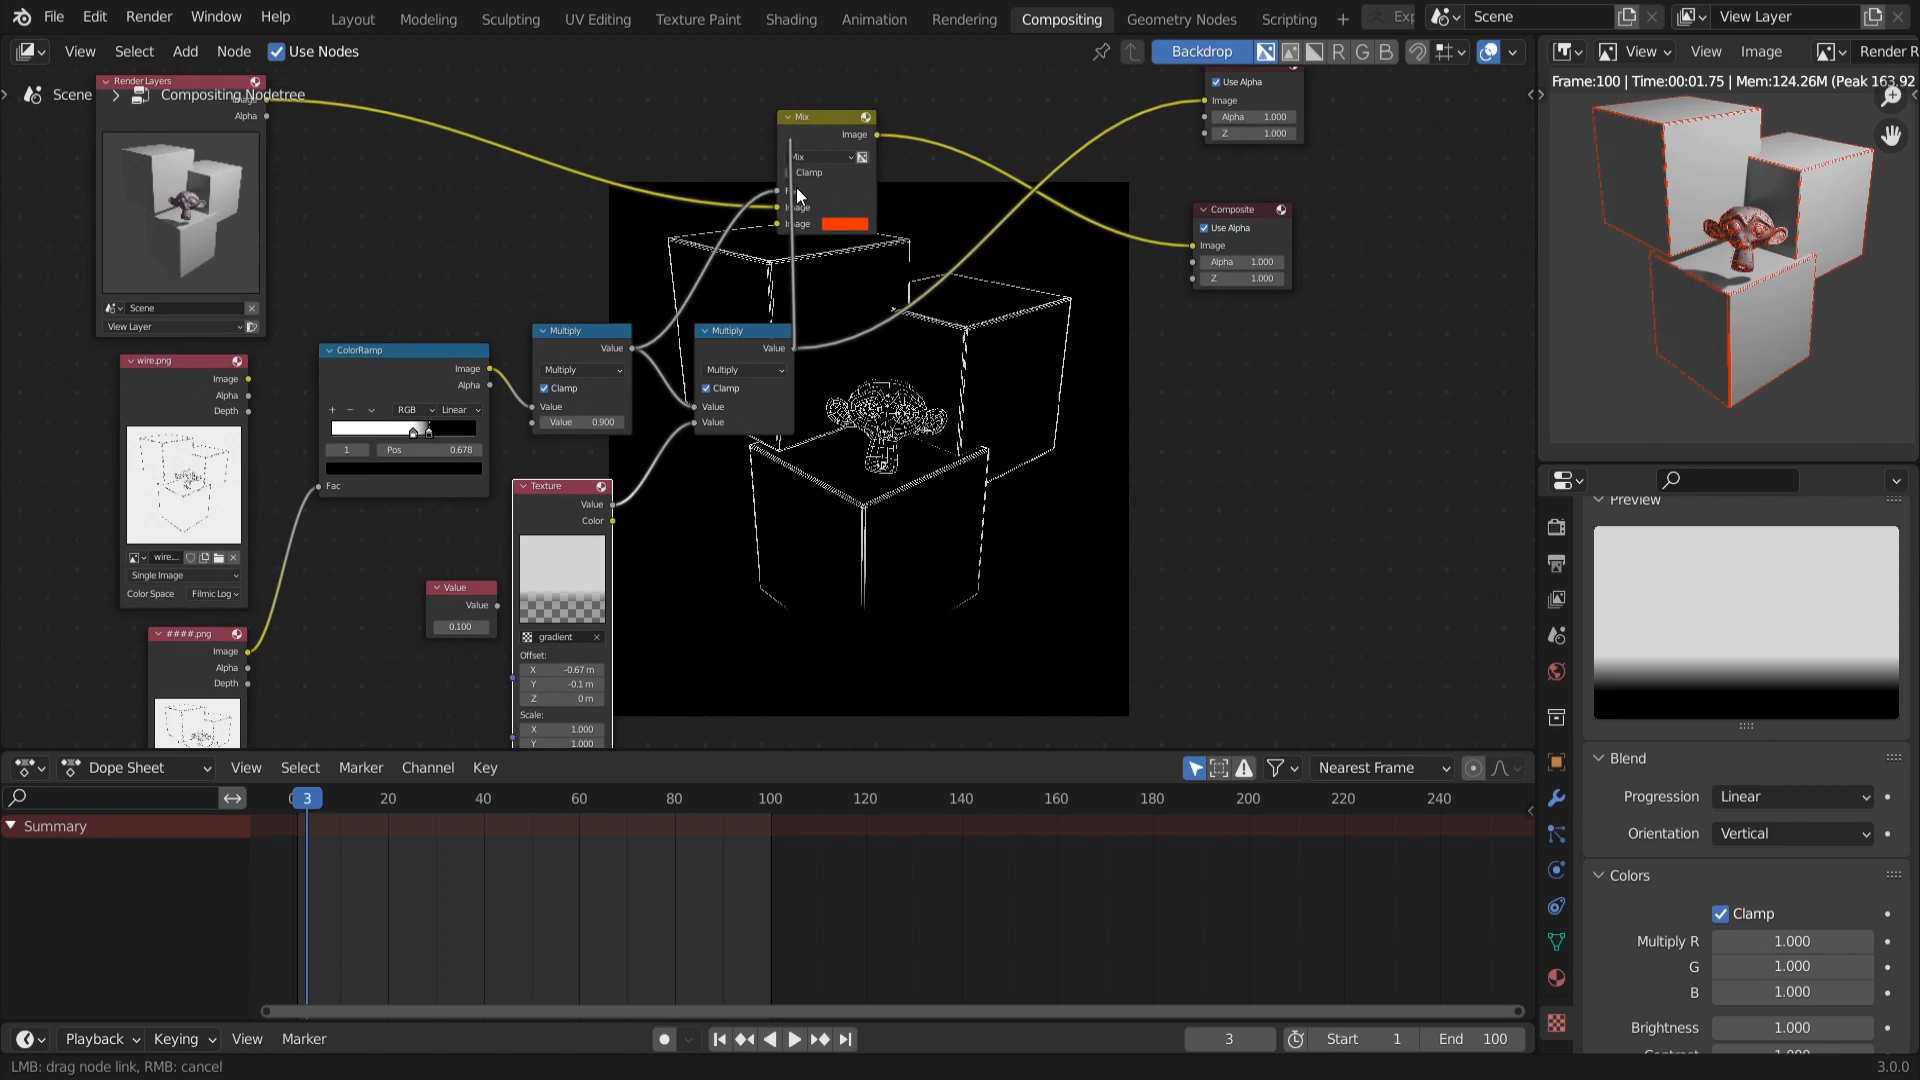 File Edit Render Window Help Layout Modeling Sculpting UV Editing Texture Paint Shading Animation Rendering Compositing Geometry Nodes Scripting + Scene View Layer
View Select Add Node Use Nodes Backdrop R G B View View Image Render R
Frame:100 | Time:00:01.75 | Mem:124.26M (Peak 163.92
Scene > Compositing Nodetree
Render Layers
Alpha
Scene
View Layer
Mix
Image
Mix
Clamp
Image
Image
Use Alpha
Image
Alpha 1.000
Z 1.000
Composite
Use Alpha
Image
Alpha 1.000
Z 1.000
wire.png
Image
Alpha
Depth
wire...
Single Image
Color Space Filmic Log
ColorRamp
Image
Alpha
RGB Linear
1 Pos 0.678
Fac
Multiply
Value
Multiply
Clamp
Value
Value 0.900
Multiply
Value
Multiply
Clamp
Value
Value
Texture
Value
Color
gradient
Offset:
X -0.67 m
Y -0.1 m
Z 0 m
Scale:
X 1.000
Y 1.000
Value
Value
0.100
####.png
Image
Alpha
Depth
Preview
Blend
Progression Linear
Orientation Vertical
Colors
Clamp
Multiply R 1.000
G 1.000
B 1.000
Brightness 1.000
Dope Sheet View Select Marker Channel Key Nearest Frame
3 20 40 60 80 100 120 140 160 180 200 220 240
Summary
Playback Keying View Marker 3 Start 1 End 100
LMB: drag node link, RMB: cancel 3.0.0